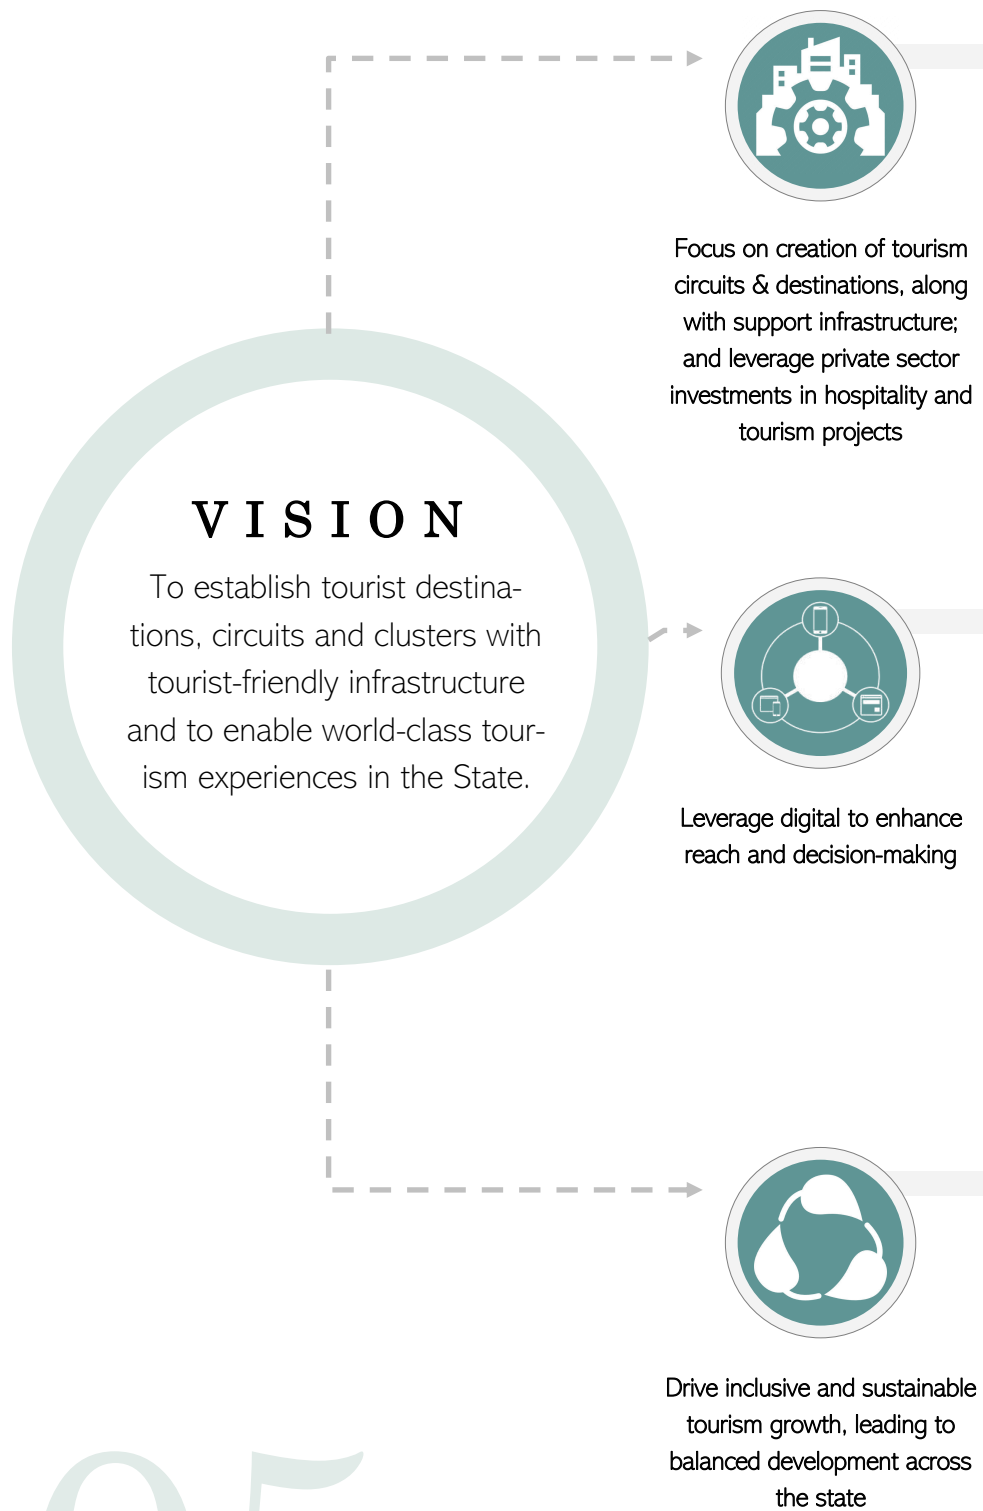 Focus on creation of tourism
circuits & destinations, along
with support infrastructure;
and leverage private sector
investments in hospitality and
tourism projects
VISION
To establish tourist destina-
tions, circuits and clusters with
tourist-friendly infrastructure
and to enable world-class tour-
ism experiences in the State.
Leverage digital to enhance
reach and decision-making
Drive inclusive and sustainable
tourism growth, leading to
balanced development across
the state
05